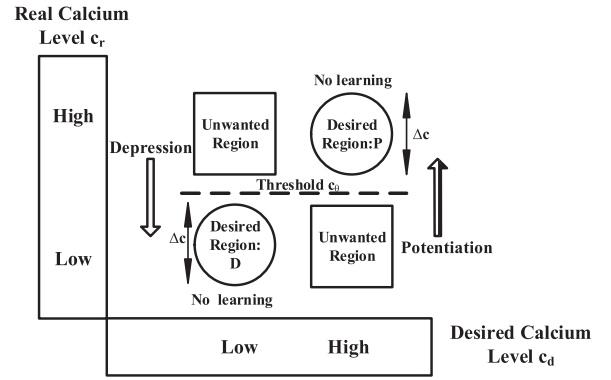 Real Calcium
Level cr
High
Low
Depression
Unwanted
Region
No learning
Desired
Region:P
Δc
Threshold cθ
Δc
Desired
Region:
D
No learning
Unwanted
Region
Potentiation
Low
High
Desired Calcium
Level cd